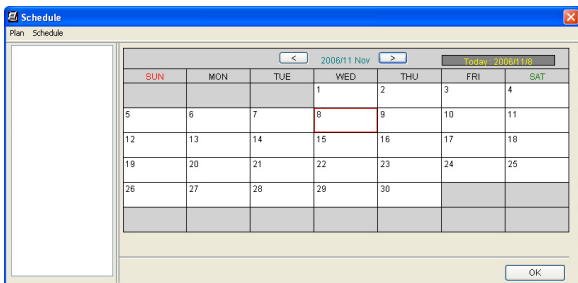 Schedule
Plan Schedule
< 2006/11 Nov > Today: 2006/11/8
SUN MON TUE WED THU FRI SAT
1 2 3 4
5 6 7 8 9 10 11
12 13 14 15 16 17 18
19 20 21 22 23 24 25
26 27 28 29 30
OK